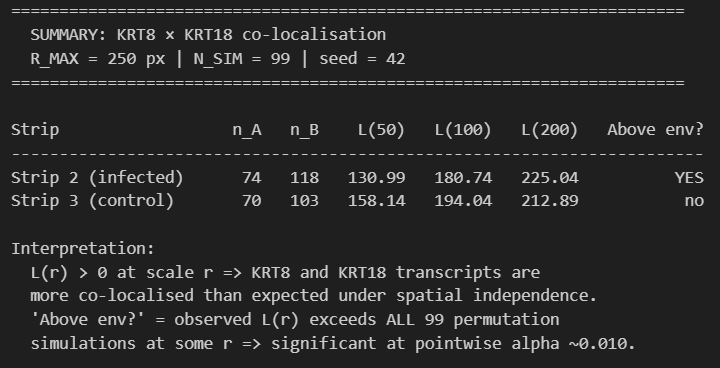 ======================================================================
SUMMARY: KRT8 × KRT18 co-localisation
R_MAX = 250 px | N_SIM = 99 | seed = 42
======================================================================
Strip n_A n_B L(50) L(100) L(200) Above env?
------------------------------------------------------------------------
Strip 2 (infected) 74 118 130.99 180.74 225.04 YES
Strip 3 (control) 70 103 158.14 194.04 212.89 no
Interpretation:
L(r) > 0 at scale r => KRT8 and KRT18 transcripts are
more co-localised than expected under spatial independence.
'Above env?' = observed L(r) exceeds ALL 99 permutation
simulations at some r => significant at pointwise alpha ~0.010.